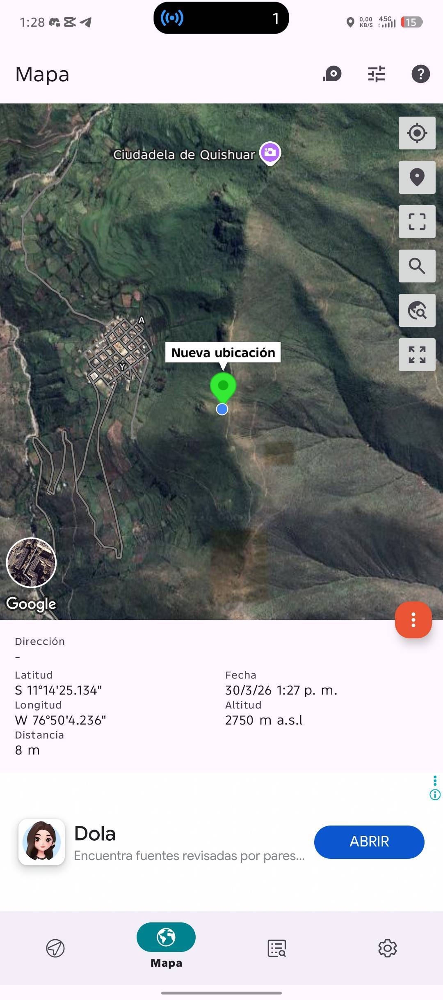 1:28
1
0,00
KB/S
4.5G
15
Mapa
Ciudadela de Quishuar
A
Nueva ubicación
Y
Google
Dirección
-
Latitud
Fecha
S 11°14'25.134"
30/3/26 1:27 p. m.
Longitud
Altitud
W 76°50'4.236"
2750 m a.s.l
Distancia
8 m
Dola
Encuentra fuentes revisadas por pares...
ABRIR
Mapa